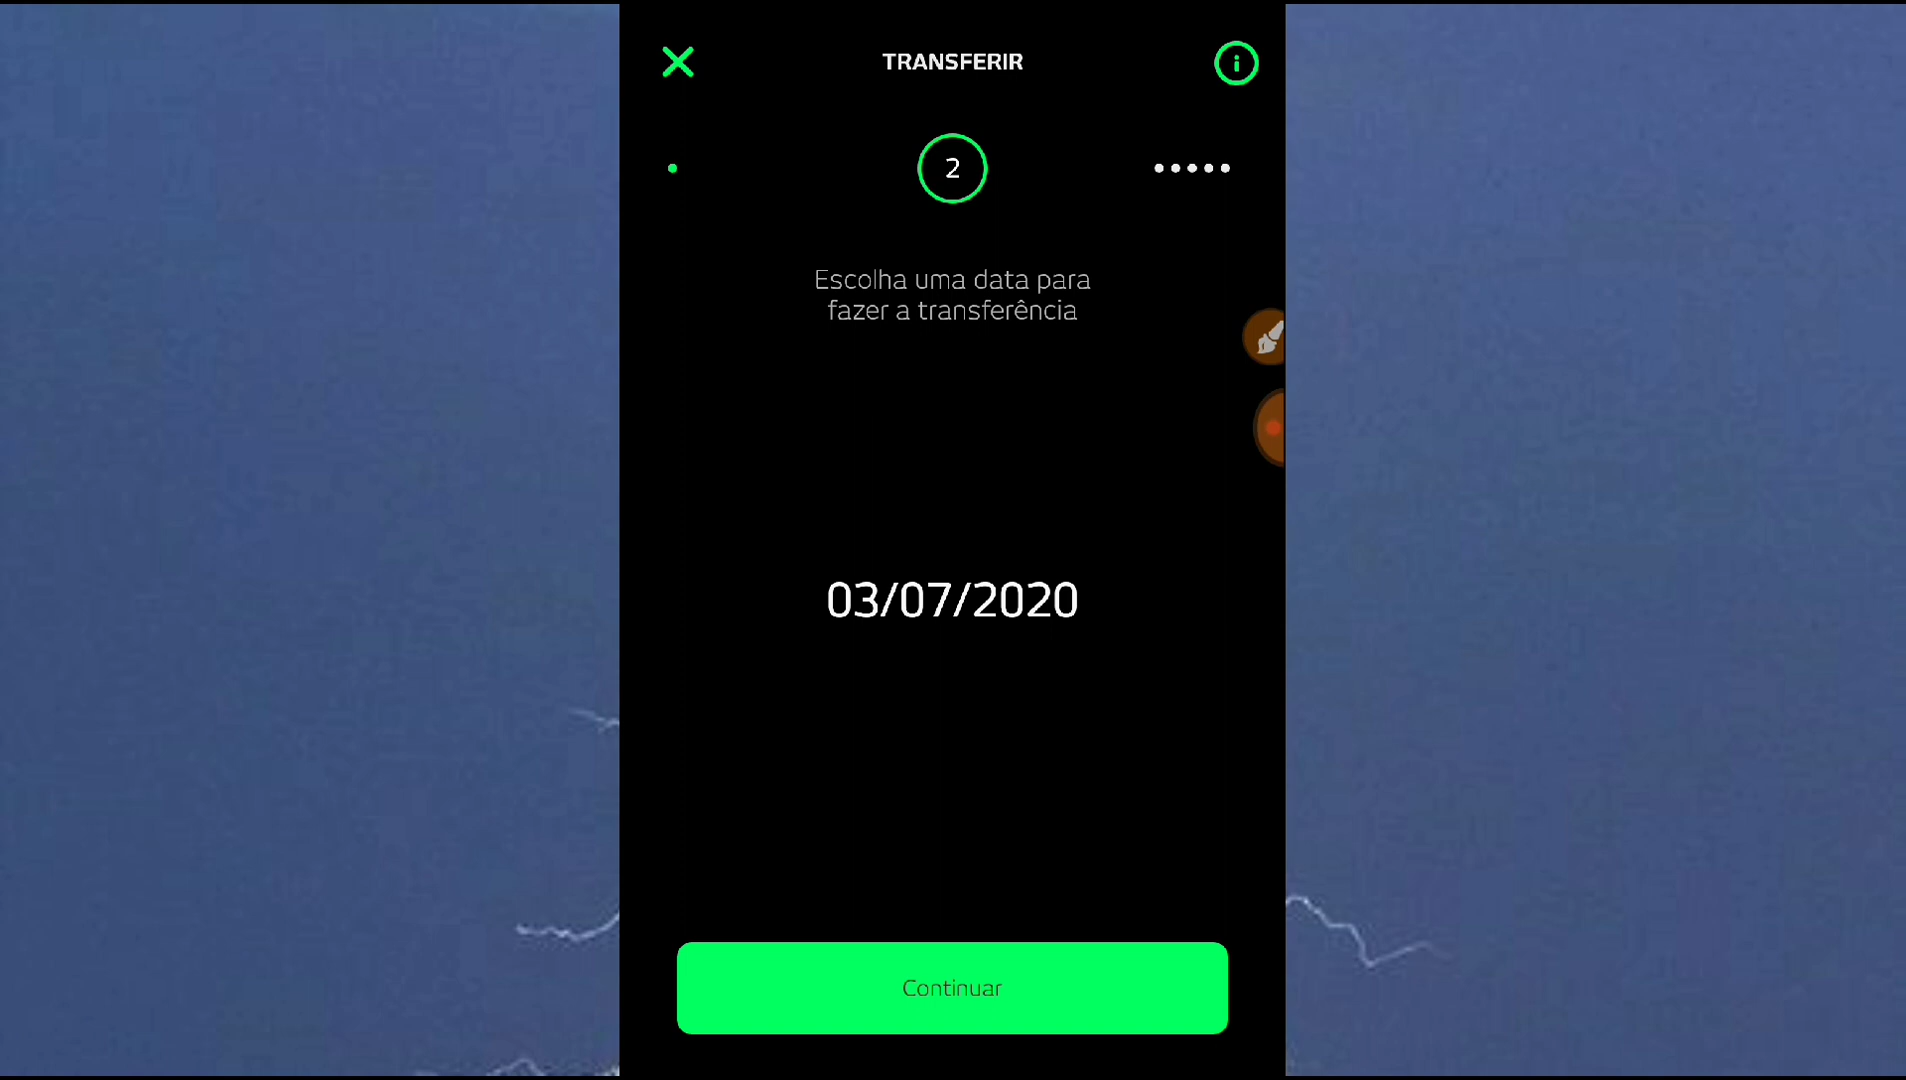 TRANSFERIR
2
Escolha uma data para
fazer a transferência
03/07/2020
Continuar